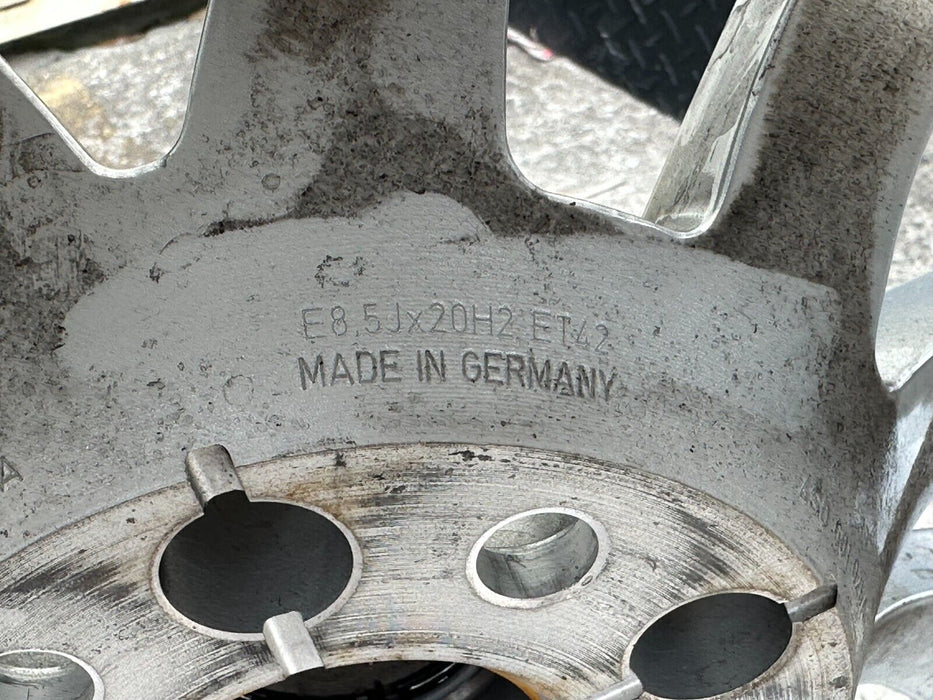 E8,5Jx20H2 ET42
MADE IN GERMANY
A